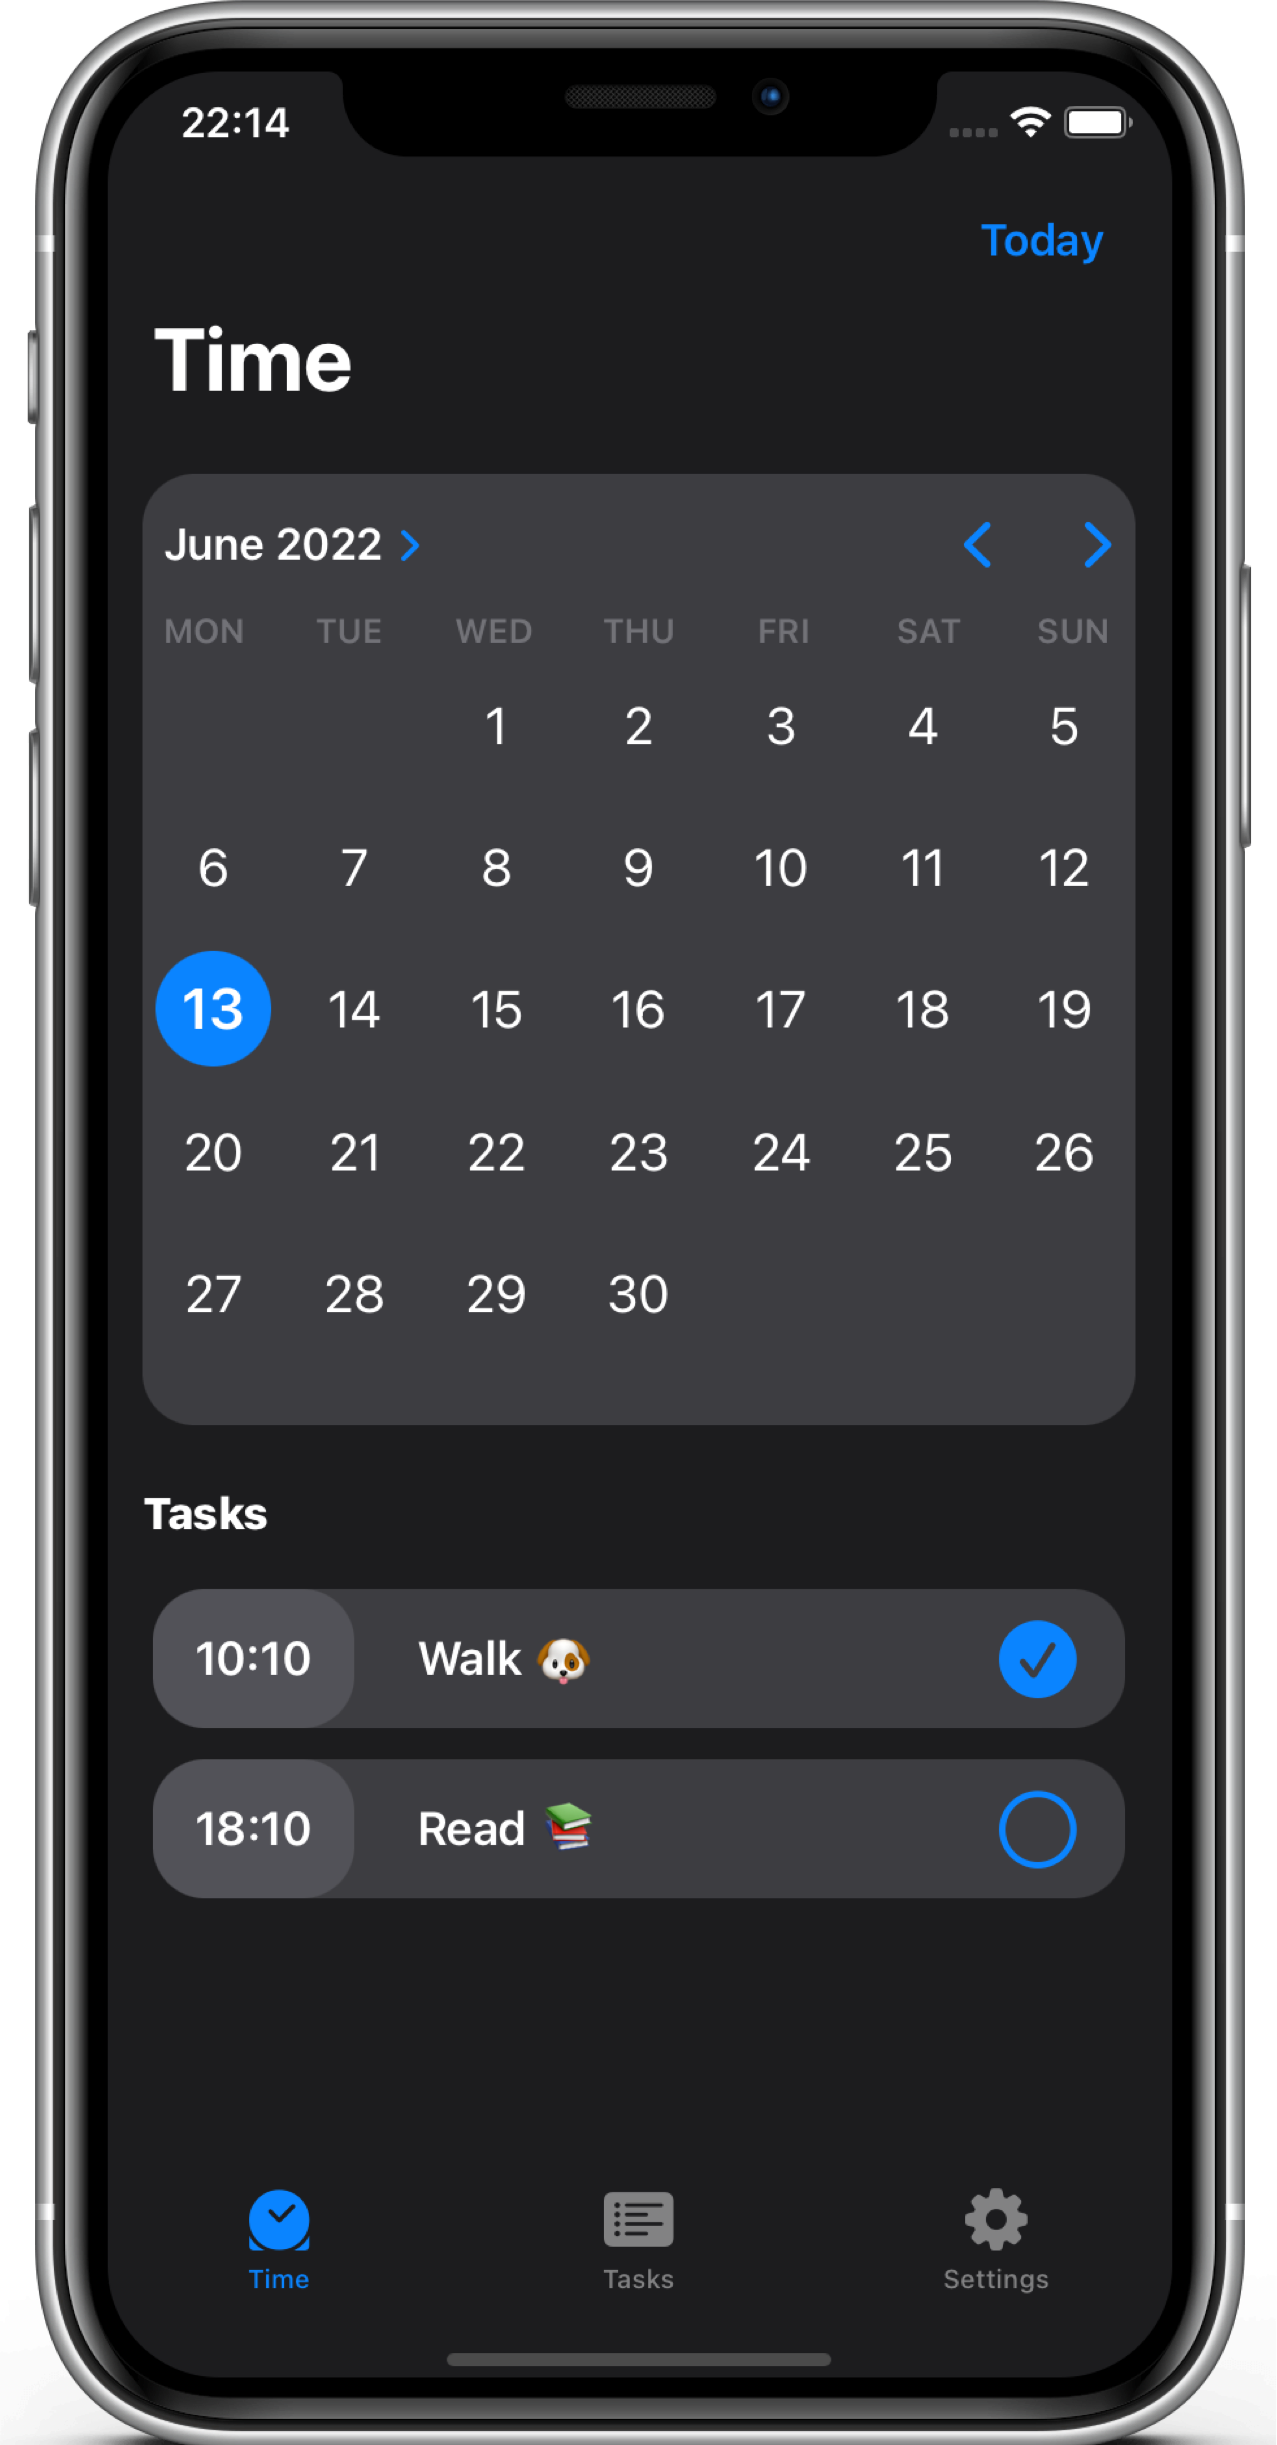 22:14
Today
Time
June 2022
MON TUE WED THU FRI SAT SUN
1 2 3 4 5
6 7 8 9 10 11 12
13 14 15 16 17 18 19
20 21 22 23 24 25 26
27 28 29 30
Tasks
10:10 Walk 🐶
18:10 Read 📚
Time Tasks Settings